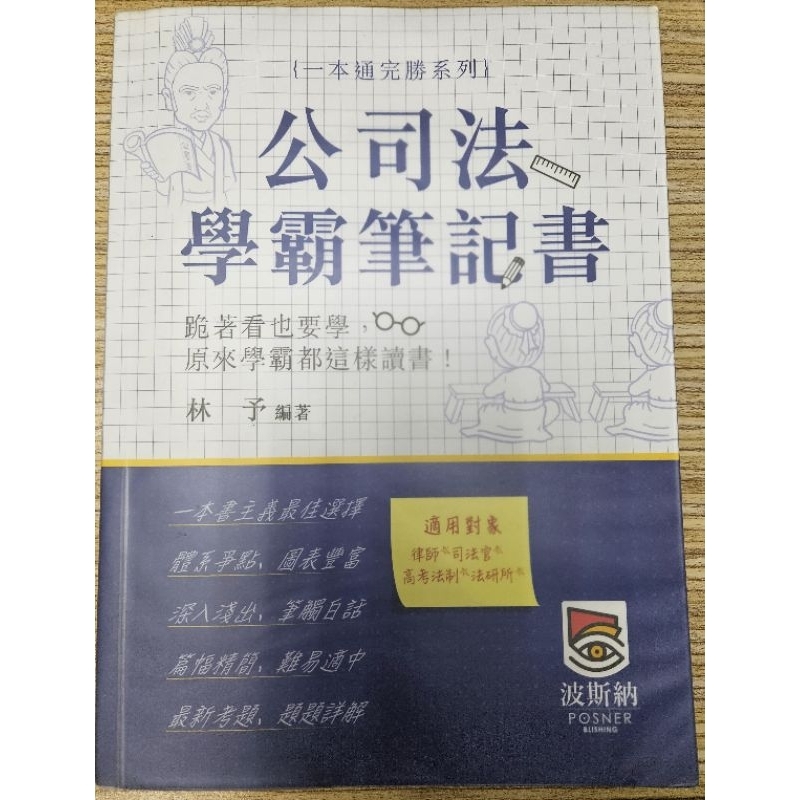 {一本通完勝系列}
公司法
學霸筆記書
跪著看也要學,
原來學霸都這樣讀書!
林 予 編著
一本書主義最佳選擇
體系爭點、圖表豐富
深入淺出、筆觸白話
篇幅精簡、難易適中
最新考題、題題詳解
適用對象
律師✩司法官✩
高考法制✩法研所✩
波斯納
POSNER
BLISHING